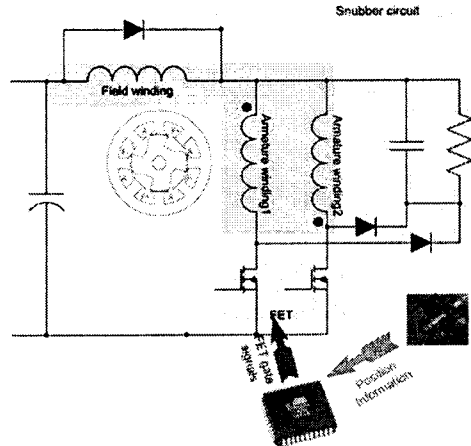 Snubber circuit
Field winding
Armature winding1
Armature winding2
FET
FET gate
signals
Position
Information